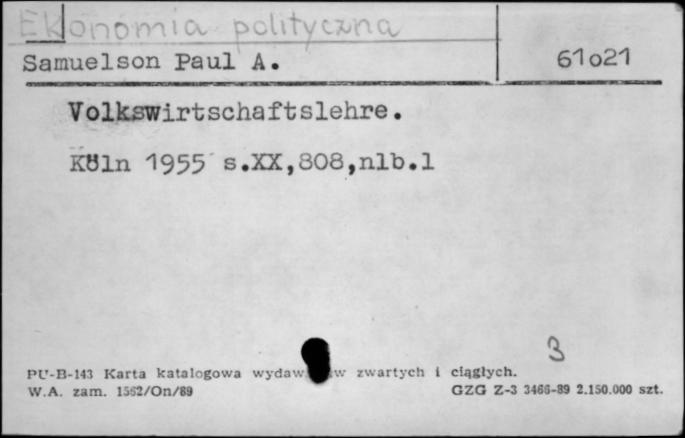 Ekonomia polityczna
Samuelson Paul A.
61021
Volkswirtschaftslehre.
Köln 1955 s.XX,808,nlb.1
3
PU-B-143 Karta katalogowa wydaw w zwartych i ciągłych.
W.A. zam. 1562/On/89 GZG Z-3 3466-89 2.150.000 szt.